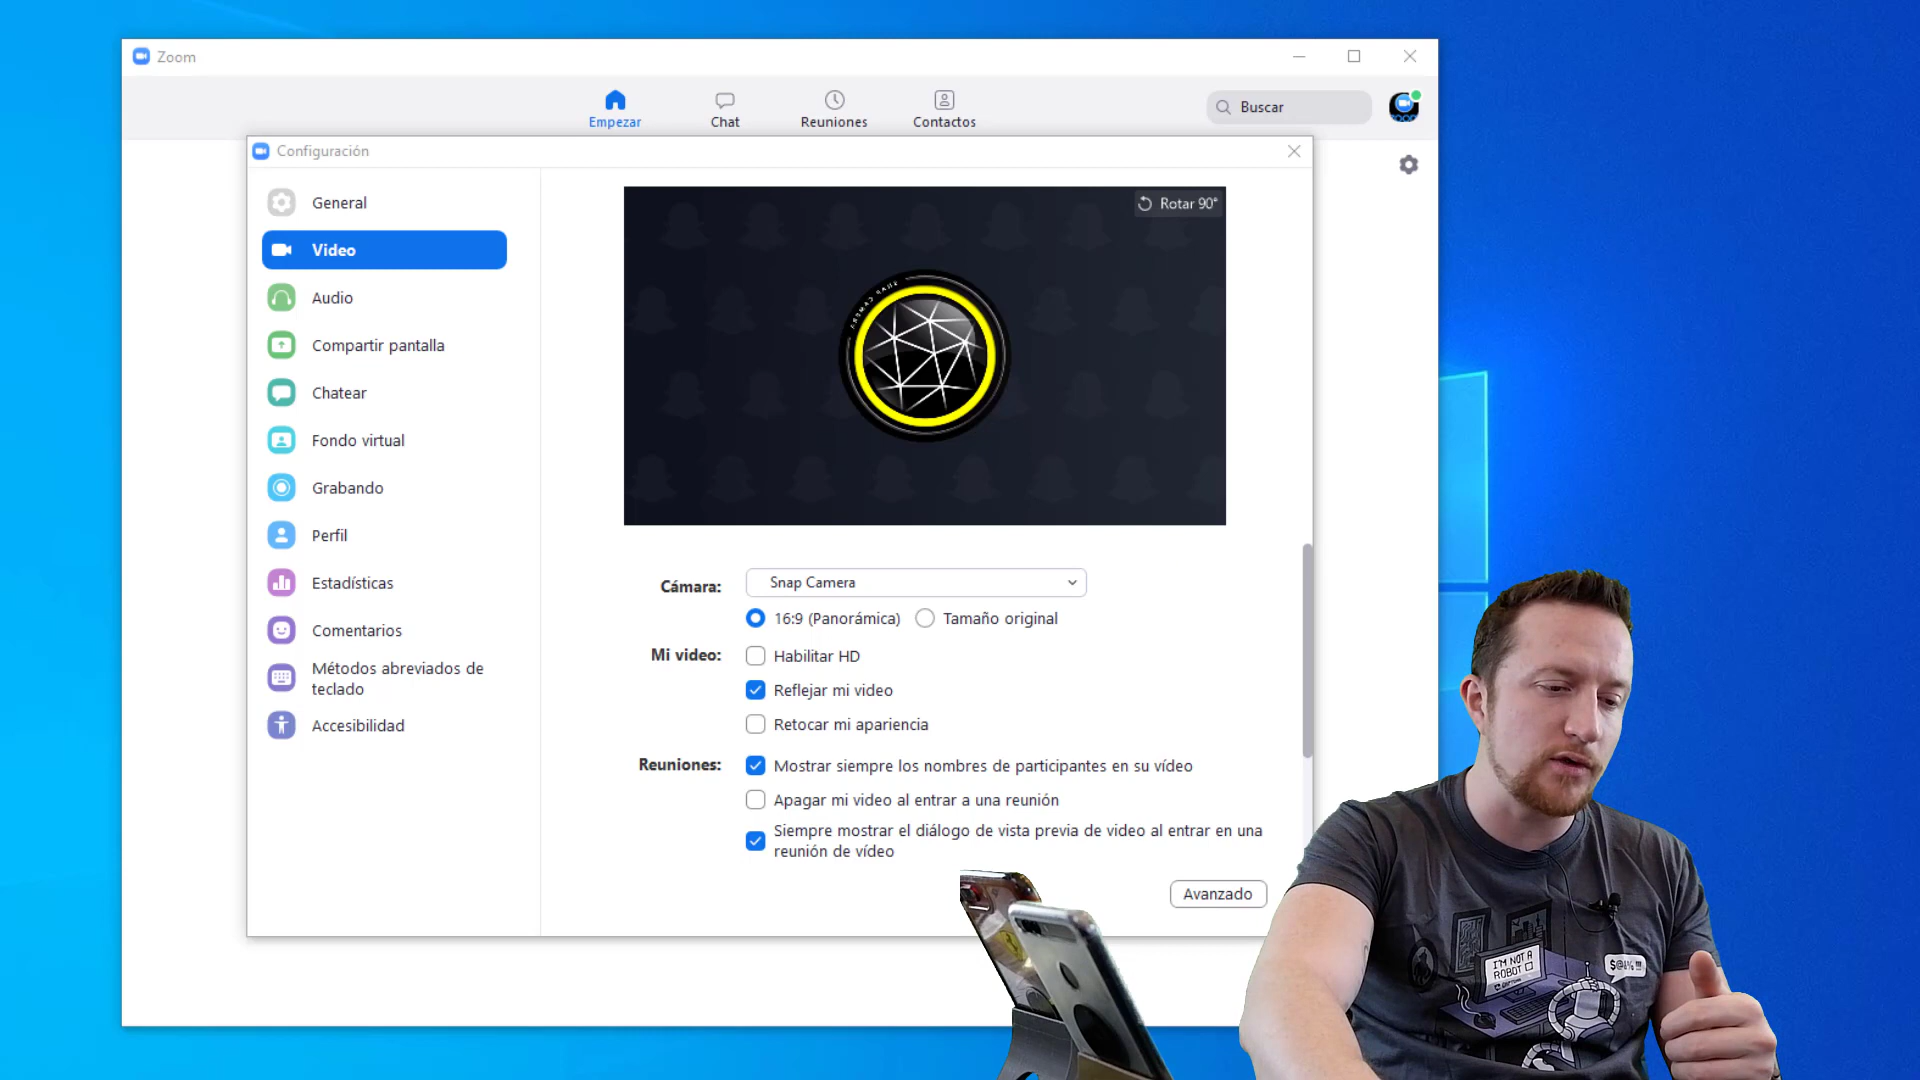 Zoom
Empezar
Chat
Reuniones
Contactos
Buscar
Configuración
General
Video
Audio
Compartir pantalla
Chatear
Fondo virtual
Grabando
Perfil
Estadísticas
Comentarios
Métodos abreviados de
teclado
Accesibilidad
Rotar 90°
SNAP CAMERA
Cámara:
Snap Camera
16:9 (Panorámica)
Tamaño original
Mi video:
Habilitar HD
Reflejar mi video
Retocar mi apariencia
Reuniones:
Mostrar siempre los nombres de participantes en su vídeo
Apagar mi video al entrar a una reunión
Siempre mostrar el diálogo de vista previa de video al entrar en una
reunión de vídeo
Avanzado
I'M NOT A
ROBOT
$@&% !!!